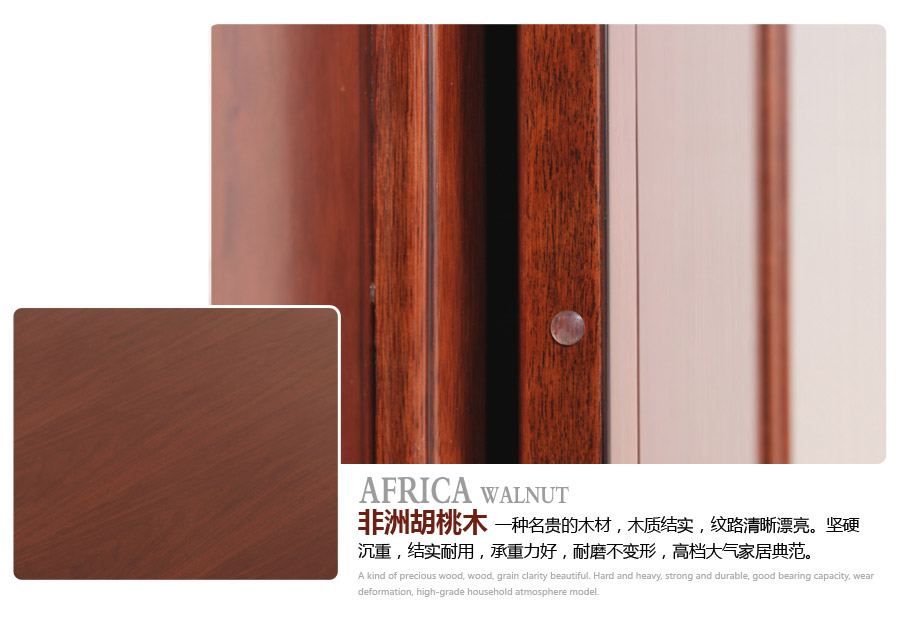 AFRICA WALNUT
非洲胡桃木 一种名贵的木材，木质结实，纹路清晰漂亮。坚硬
沉重，结实耐用，承重力好，耐磨不变形，高档大气家居典范。
A kind of precious wood, wood, grain clarity beautiful. Hard and heavy, strong and durable, good bearing capacity, wear
deformation, high-grade household atmosphere model.